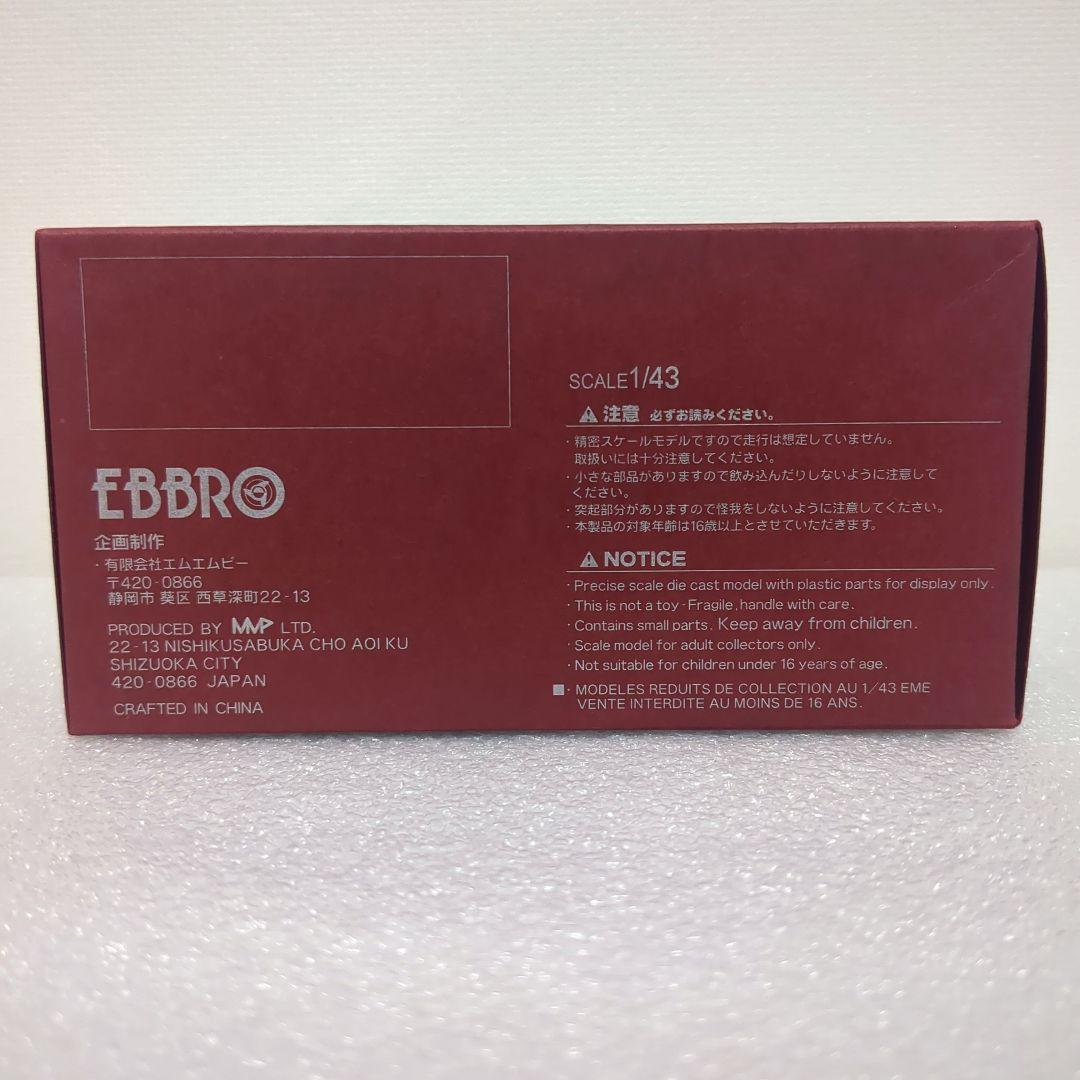 EBBRO
企画制作
・有限会社エムエムビー
〒420-0866
静岡市 葵区 西草深町22-13
PRODUCED BY MMP LTD.
22-13 NISHIKUSABUKA CHO AOI KU
SHIZUOKA CITY
420-0866 JAPAN
CRAFTED IN CHINA
SCALE1/43
⚠注意 必ずお読みください。
・精密スケールモデルですので走行は想定していません。
取扱いには十分注意してください。
・小さな部品がありますので飲み込んだりしないように注意して
ください。
・突起部分がありますので怪我をしないように注意してください。
・本製品の対象年齢は16歳以上とさせていただきます。
⚠NOTICE
・Precise scale die cast model with plastic parts for display only.
・This is not a toy-Fragile, handle with care.
・Contains small parts. Keep away from children.
・Scale model for adult collectors only.
・Not suitable for children under 16 years of age.
■・MODELES REDUITS DE COLLECTION AU 1/43 EME
VENTE INTERDITE AU MOINS DE 16 ANS.